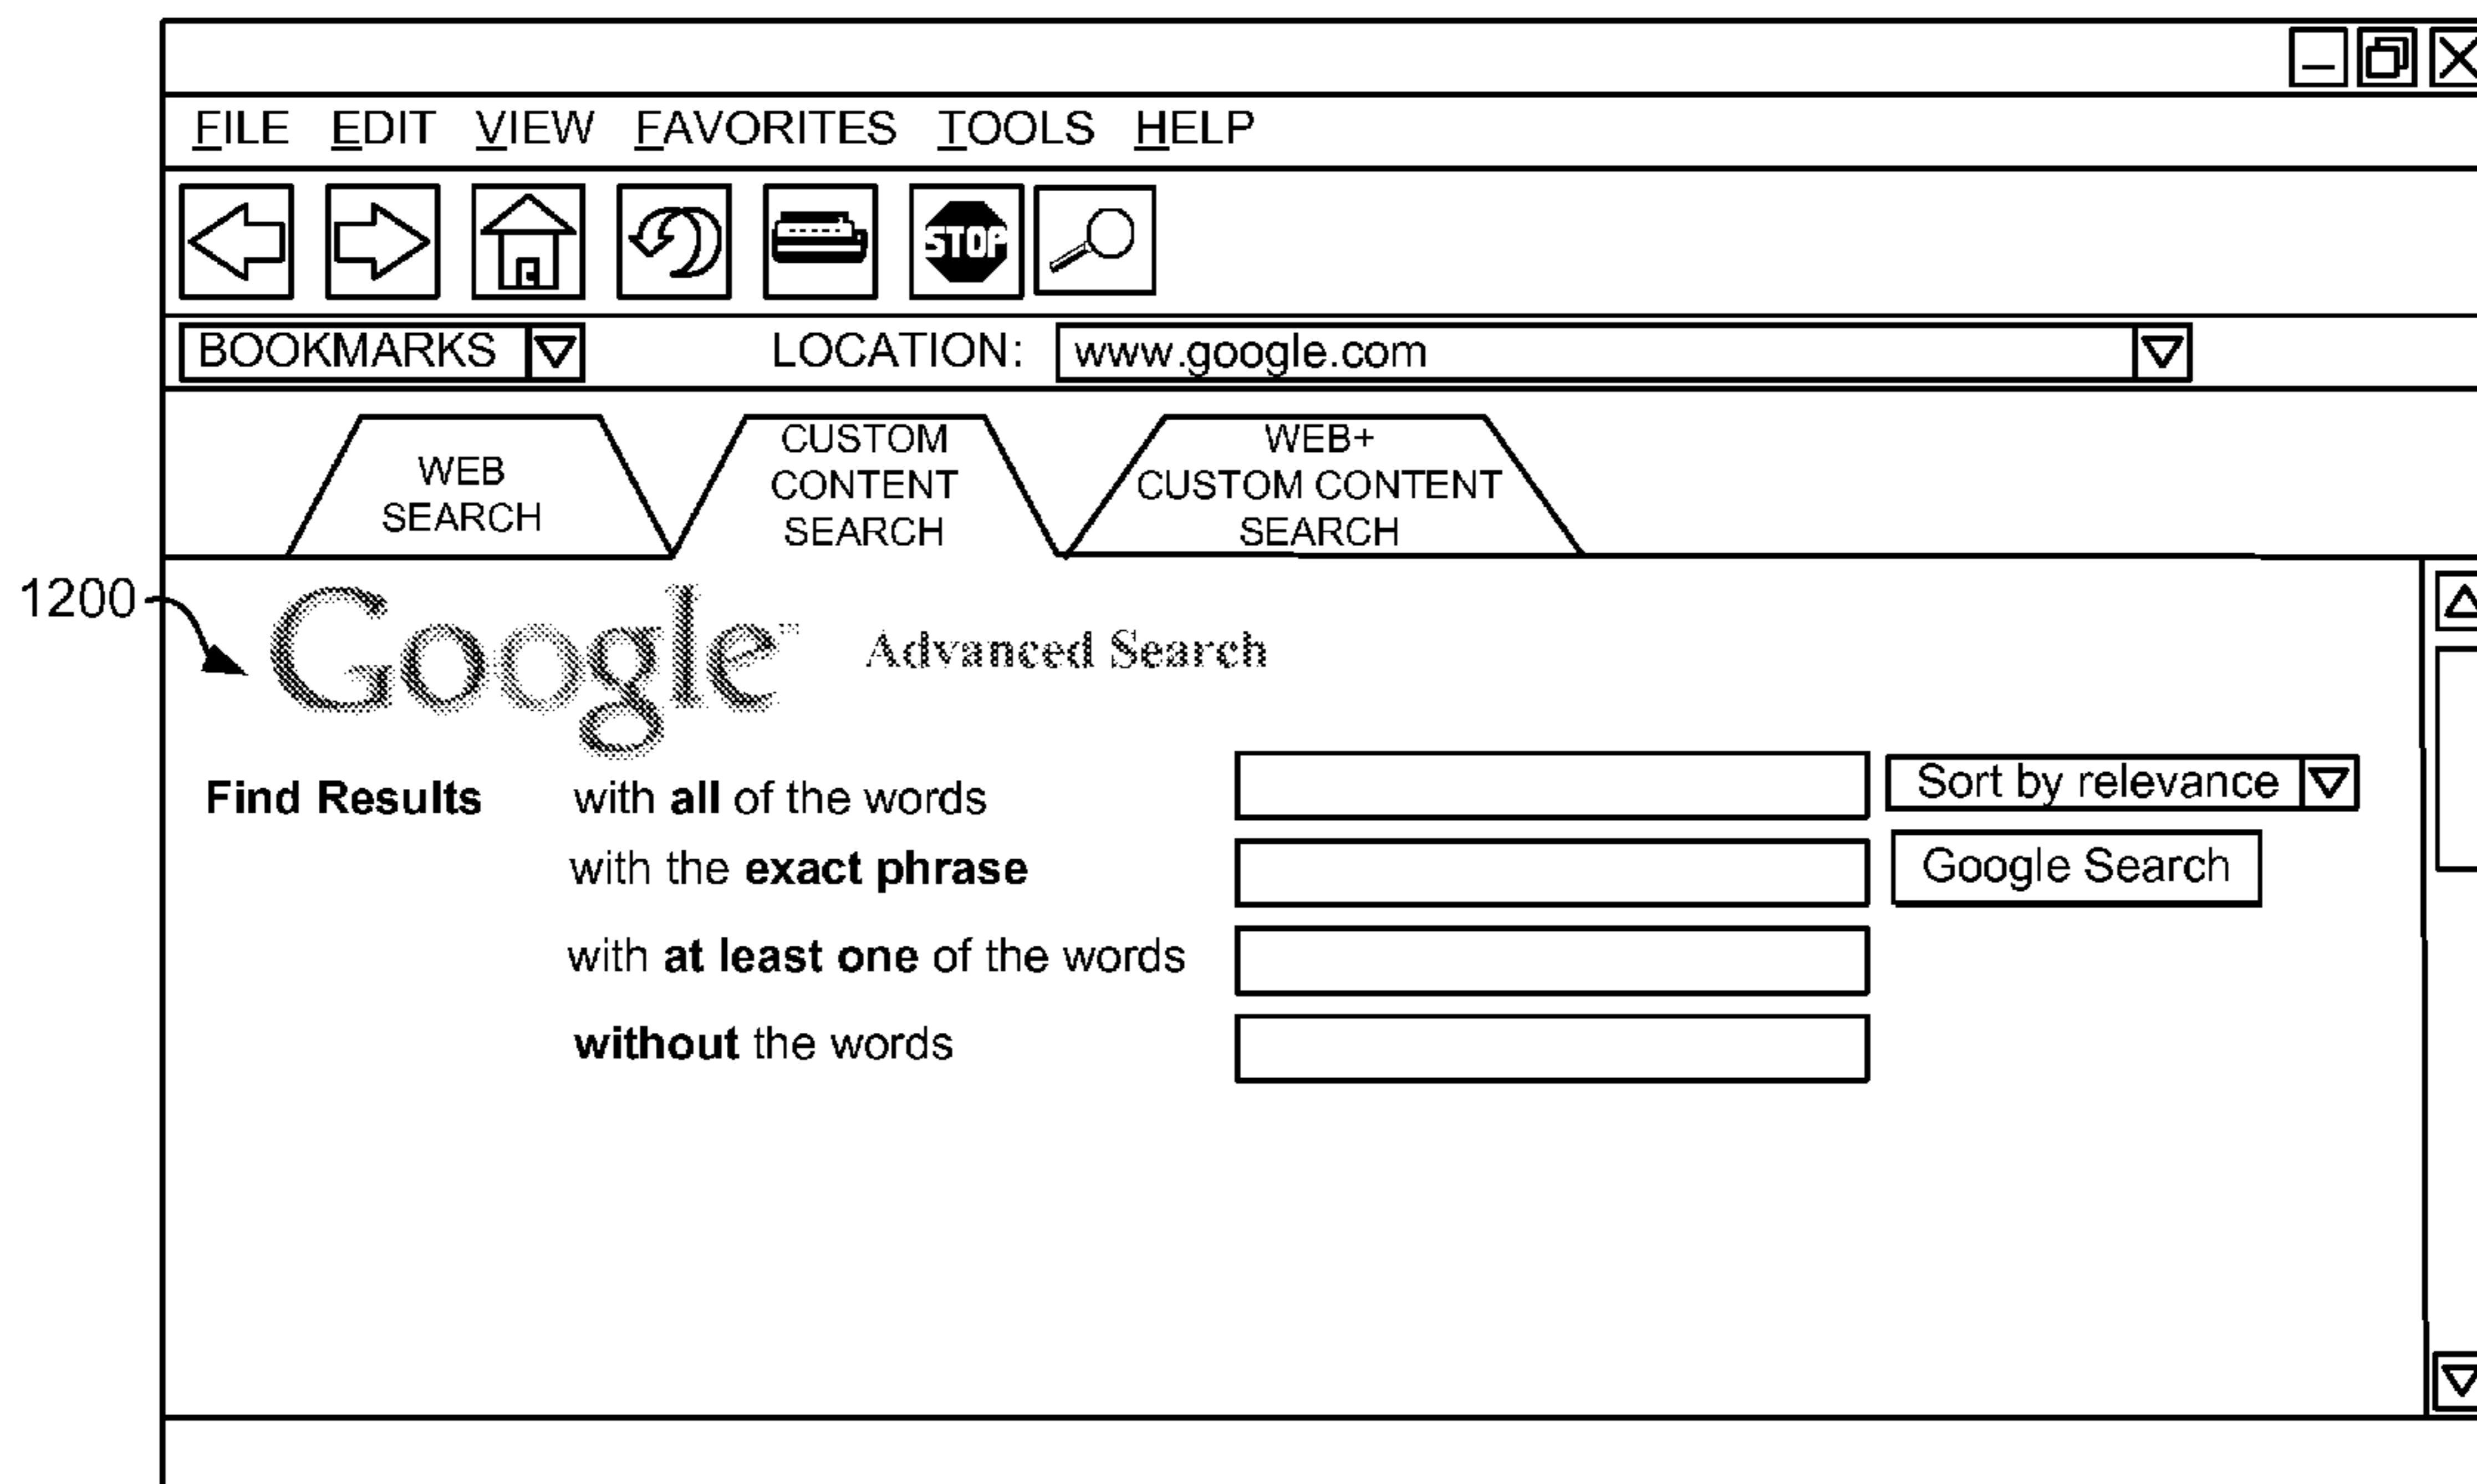 FILE EDIT VIEW FAVORITES TOOLS HELP
STOP
BOOKMARKS LOCATION: www.google.com
WEB
SEARCH
CUSTOM
CONTENT
SEARCH
WEB+
CUSTOM CONTENT
SEARCH
1200
Google™ Advanced Search
Find Results with all of the words Sort by relevance
with the exact phrase Google Search
with at least one of the words
without the words